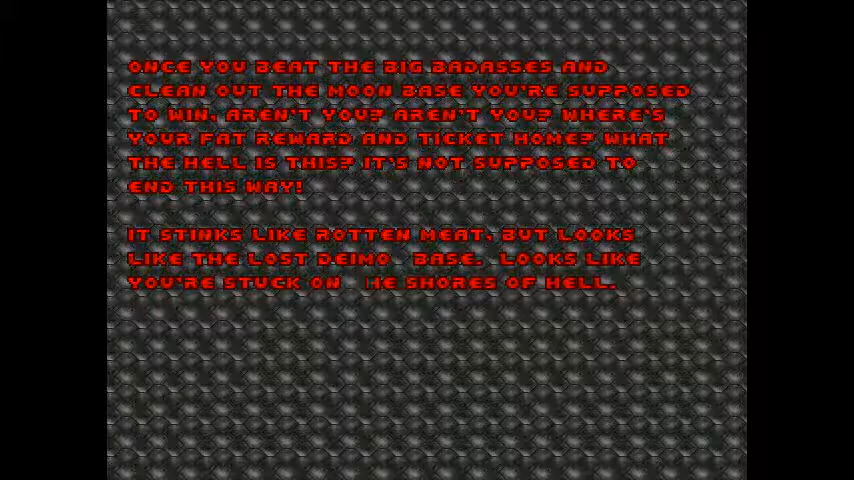 ONCE YOU BEAT THE BIG BADASSES AND
CLEAN OUT THE MOON BASE YOU'RE SUPPOSED
TO WIN, AREN'T YOU? AREN'T YOU? WHERE'S
YOUR FAT REWARD AND TICKET HOME? WHAT
THE HELL IS THIS? IT'S NOT SUPPOSED TO
END THIS WAY!
IT STINKS LIKE ROTTEN MEAT, BUT LOOKS
LIKE THE LOST DEIMO BASE. LOOKS LIKE
YOU'RE STUCK ON HE SHORES OF HELL.